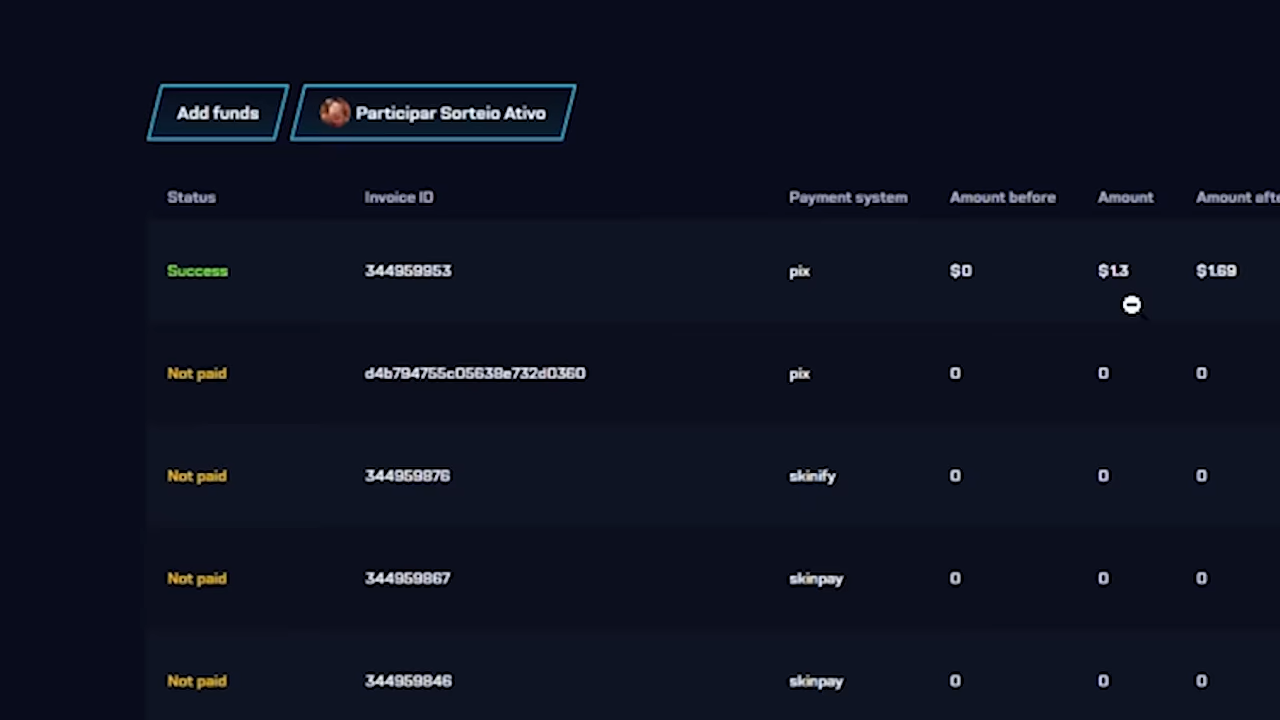 Add funds
Participar Sorteio Ativo
Status Invoice ID Payment system Amount before Amount Amount afte
Success 344959953 pix $0 $1.3 $1.69
Not paid d4b794755c05638e732d0360 pix 0 0 0
Not paid 344959876 skinify 0 0 0
Not paid 344959867 skinpay 0 0 0
Not paid 344959846 skinpay 0 0 0